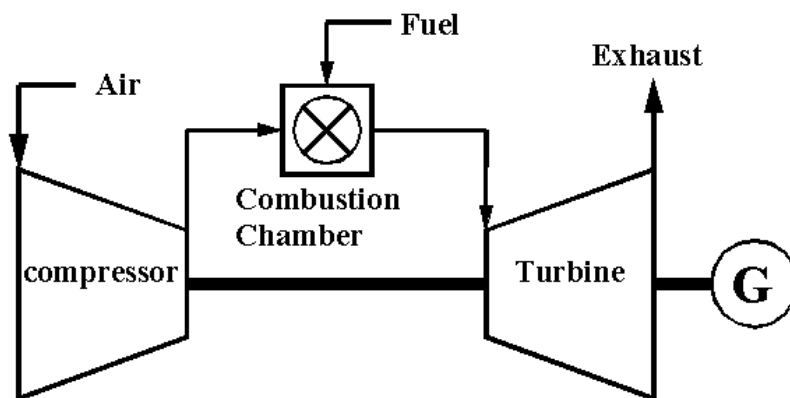 Fuel
Exhaust
Air
Combustion
Chamber
compressor
Turbine
G